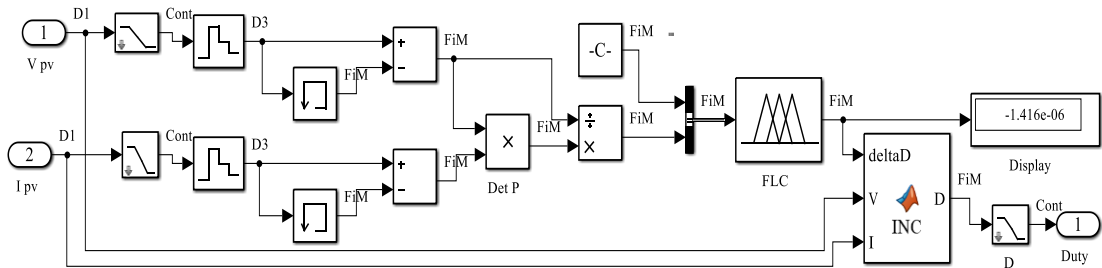 D1
1
V pv
Cont
D3
FiM
+
−
FiM
-C-
FiM
D1
2
I pv
Cont
D3
FiM
+
−
FiM
×
Det P
FiM
÷
×
FiM
FiM
FLC
FiM
-1.416e-06
Display
deltaD
V
I
D
INC
FiM
D
Cont
1
Duty